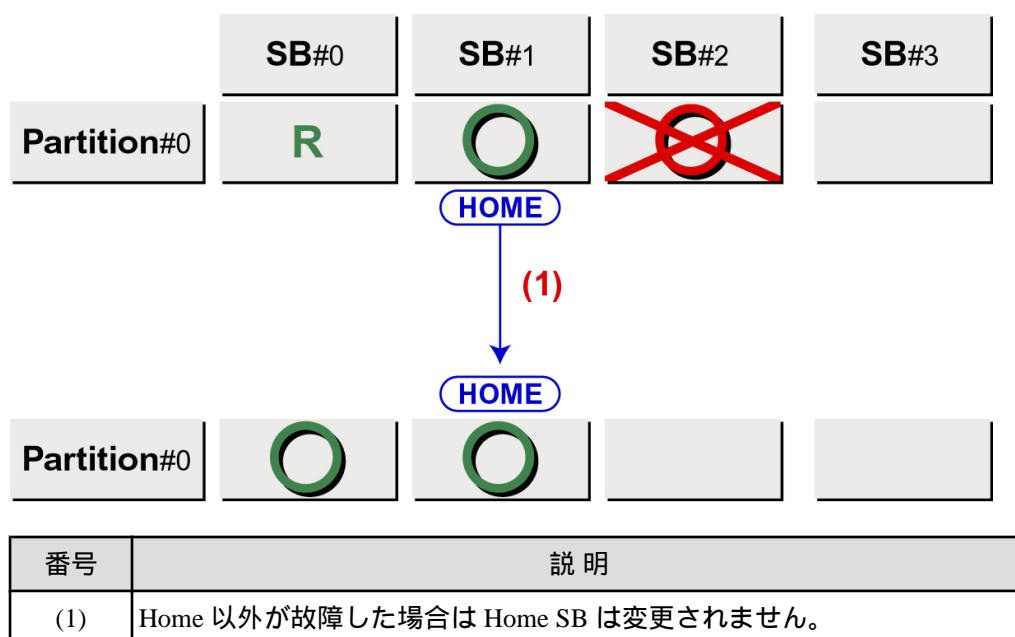 SB#0 SB#1 SB#2 SB#3
Partition#0 R
HOME
(1)
HOME
Partition#0
番号 説 明
(1) Home 以外が故障した場合は Home SB は変更されません。